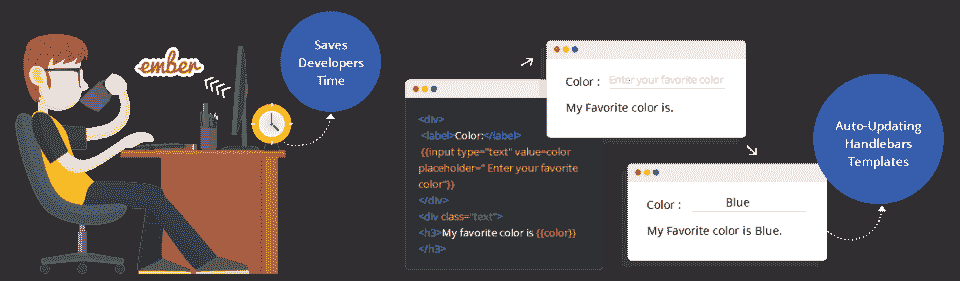 ember
Saves
Developers
Time
<div>
<label>Color:</label>
{{input type="text" value=color
placeholder=" Enter your favorite
color"}}
</div>
<div class="text">
<h3>My favorite color is {{color}}
</h3>
Color : Enter your favorite color
My Favorite color is.
Color : Blue
My Favorite color is Blue.
Auto-Updating
Handlebars
Templates